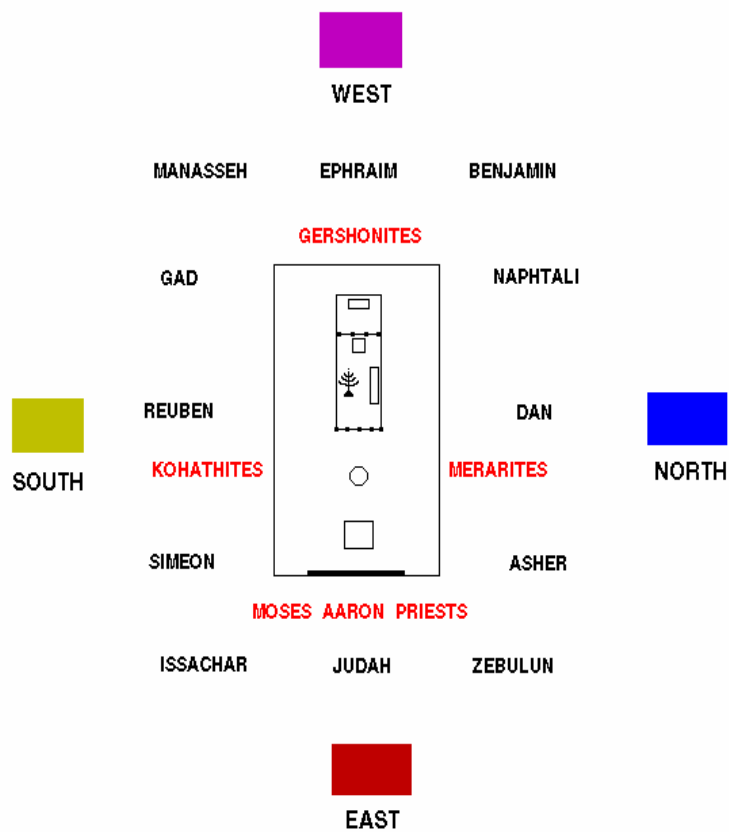 WEST
MANASSEH EPHRAIM BENJAMIN
GERSHONITES
GAD NAPHTALI
REUBEN DAN
KOHATHITES MERARITES
SOUTH NORTH
SIMEON ASHER
MOSES AARON PRIESTS
ISSACHAR JUDAH ZEBULUN
EAST